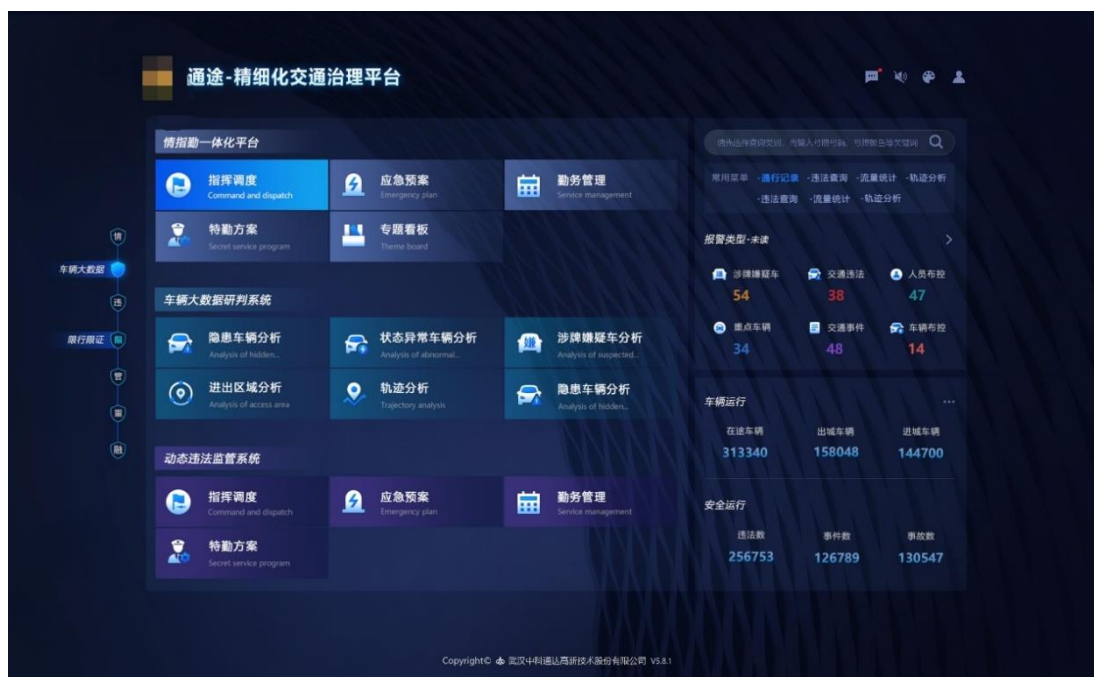 通途-精细化交通治理平台
情指勤一体化平台
指挥调度
Command and dispatch
应急预案
Emergency plan
勤务管理
Service management
特勤方案
Secret service program
专题看板
Theme board
车辆大数据研判系统
隐患车辆分析
Analysis of hidden...
状态异常车辆分析
Analysis of abnormal...
涉牌嫌疑车分析
Analysis of suspected...
进出区域分析
Analysis of access area
轨迹分析
Trajectory analysis
隐患车辆分析
Analysis of hidden...
动态违法监管系统
指挥调度
Command and dispatch
应急预案
Emergency plan
勤务管理
Service management
特勤方案
Secret service program
情
车辆大数据
违
限行限证 限
管
重
融
常用菜单 -通行记录 -违法查询 -流量统计 -轨迹分析
-违法查询 -流量统计 -轨迹分析
报警类型-未读
涉牌嫌疑车 交通违法 人员布控
54 38 47
重点车辆 交通事件 车辆布控
34 48 14
车辆运行
在途车辆 出城车辆 进城车辆
313340 158048 144700
安全运行
违法数 事件数 事故数
256753 126789 130547
Copyright© 武汉中科通达高新技术股份有限公司 V5.8.1